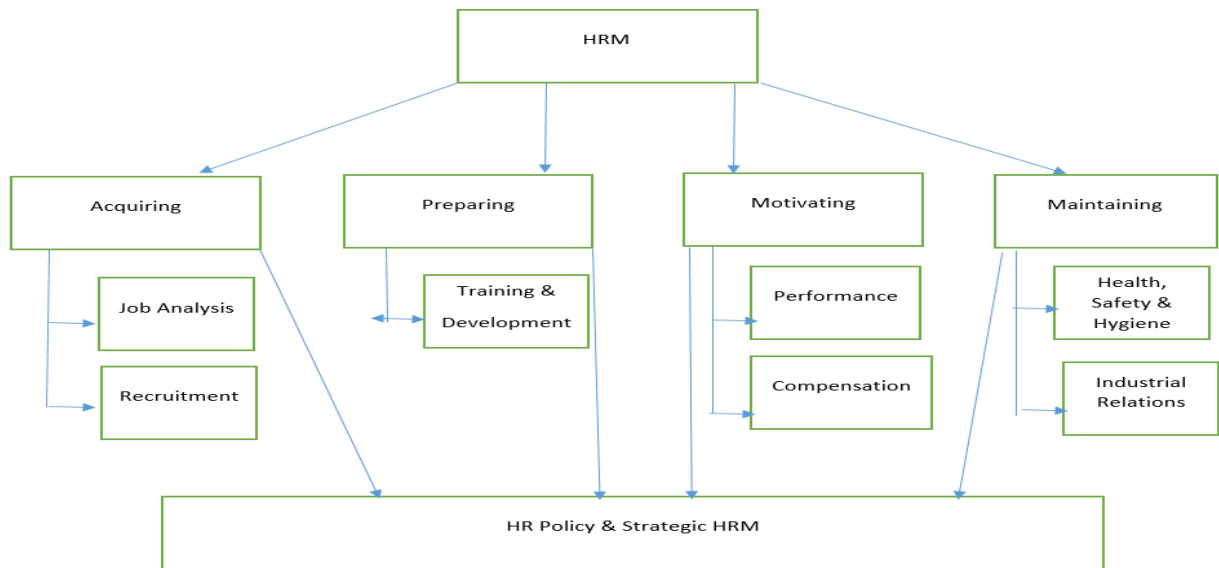 HRM
Acquiring
Preparing
Motivating
Maintaining
Job Analysis
Recruitment
Training &
Development
Performance
Compensation
Health,
Safety &
Hygiene
Industrial
Relations
HR Policy & Strategic HRM